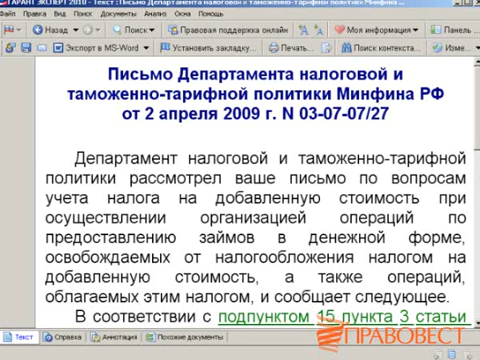 ГАРАНТ ЭКСПЕРТ 2010 - Текст : Письмо Департамента налоговой и таможенно-тарифной политики Минфина ...
Файл Правка Вид Поиск Документы Анализ Окна Помощь
Назад Поиск Правовая поддержка онлайн Моя информация Панель ...
Экспорт в MS-Word Установить закладку... Печать... Поиск контекста... Изме...
Письмо Департамента налоговой и
таможенно-тарифной политики Минфина РФ
от 2 апреля 2009 г. N 03-07-07/27
Департамент налоговой и таможенно-тарифной
политики рассмотрел ваше письмо по вопросам
учета налога на добавленную стоимость при
осуществлении организацией операций по
предоставлению займов в денежной форме,
освобождаемых от налогообложения налогом на
добавленную стоимость, а также операций,
облагаемых этим налогом, и сообщает следующее.
В соответствии с подпунктом 15 пункта 3 статьи
ПРАВОВЕСТ
Текст Справка Аннотация Похожие документы